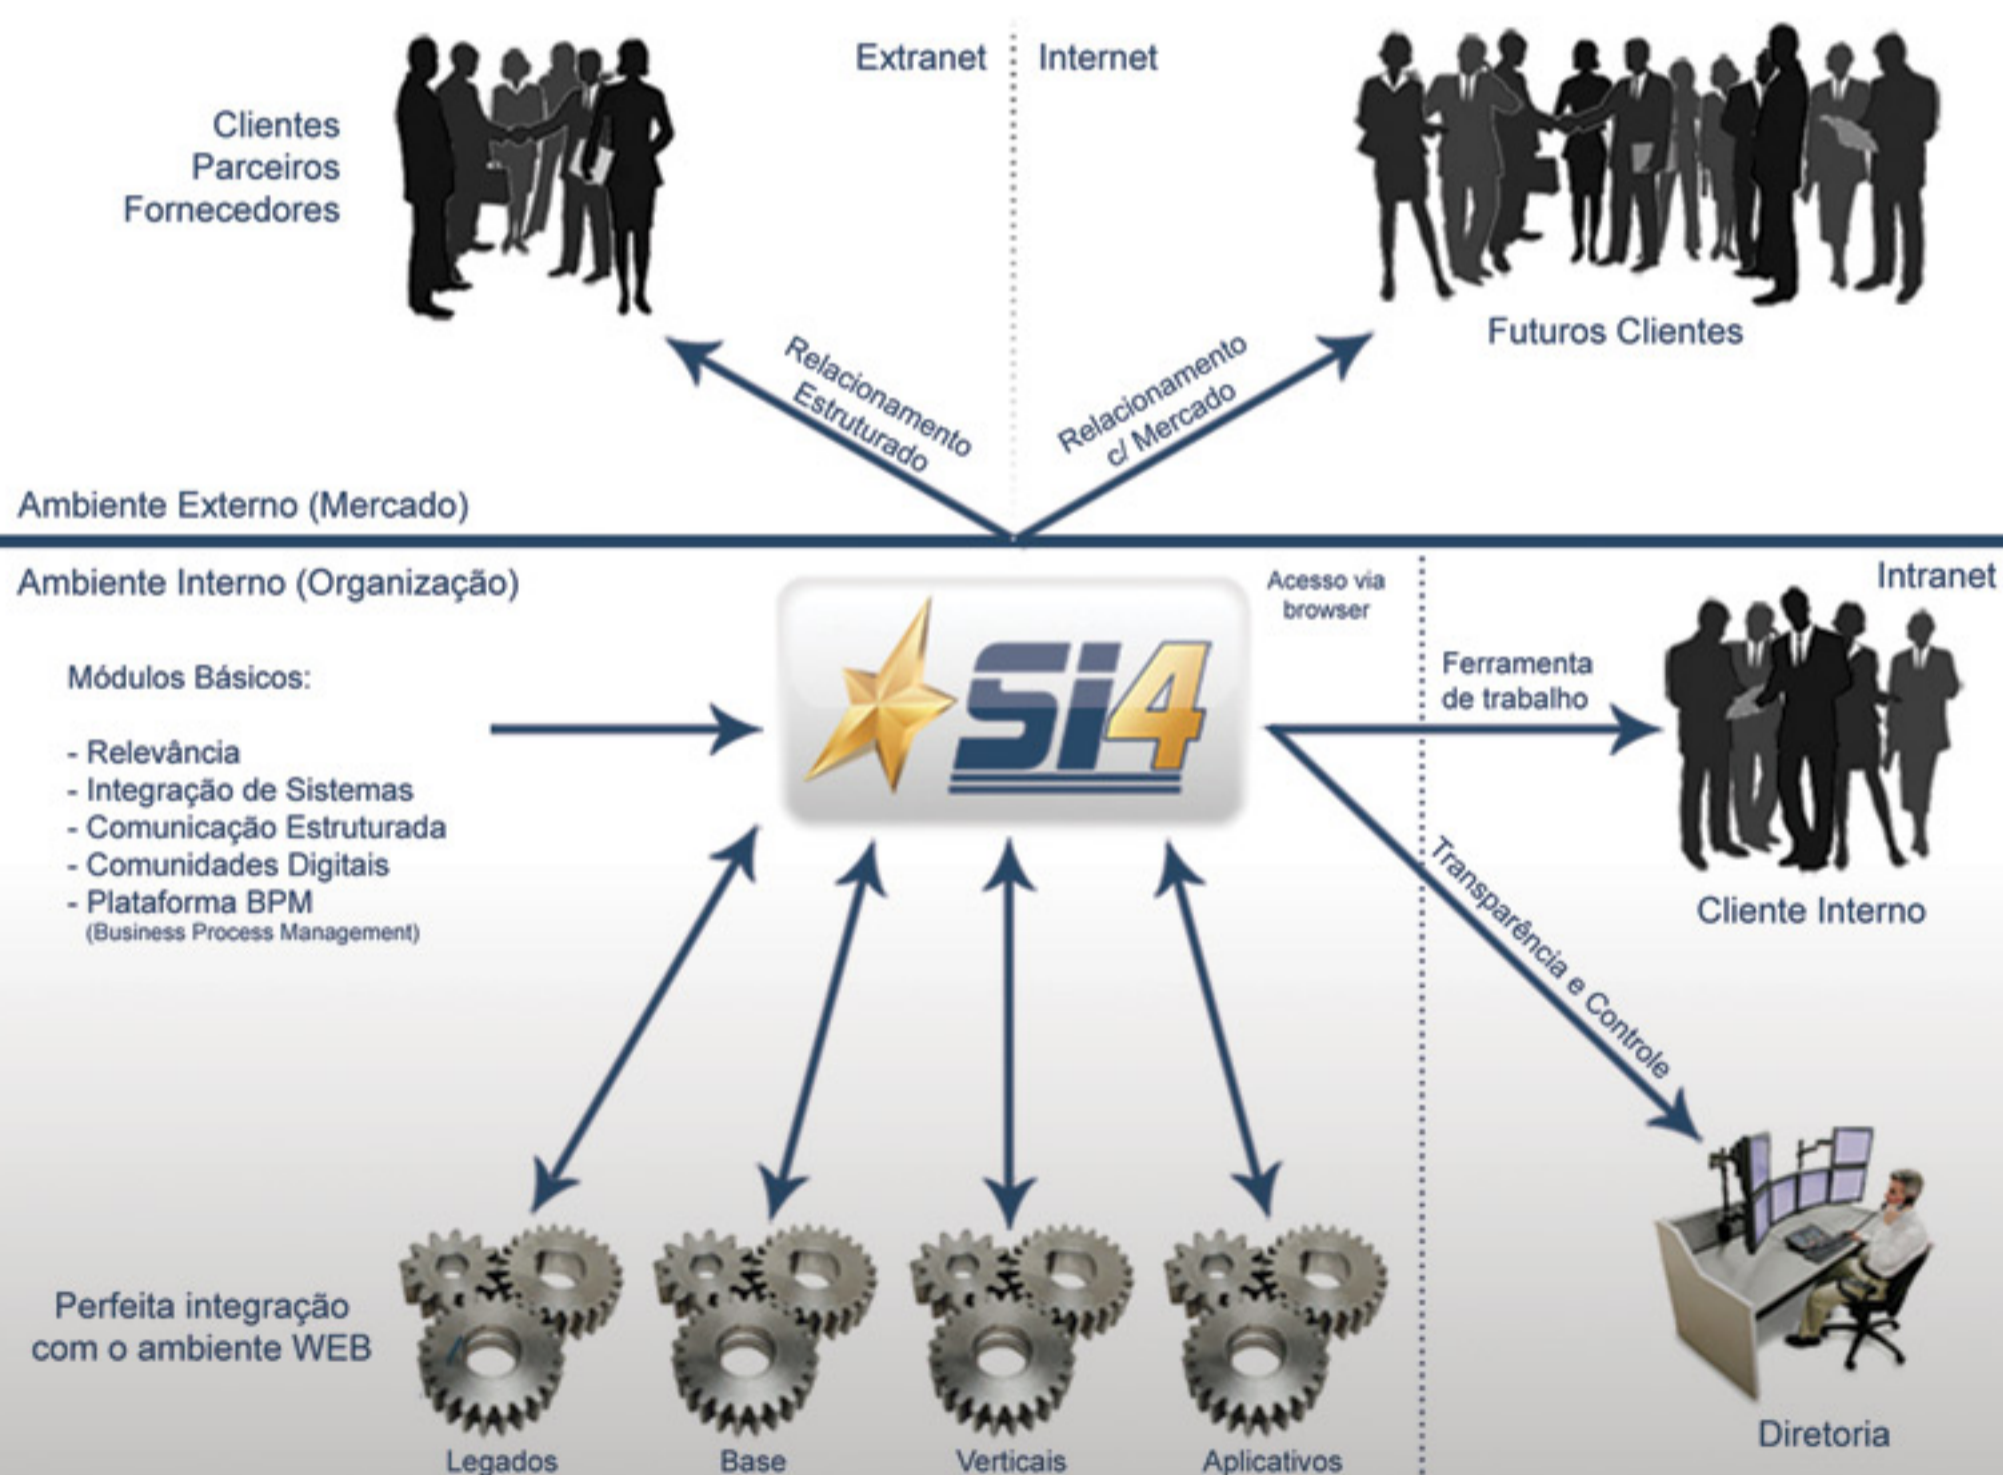 Extranet
Internet
Clientes
Parceiros
Fornecedores
Futuros Clientes
Relacionamento
Estruturado
Relacionamento
c/ Mercado
Ambiente Externo (Mercado)
Ambiente Interno (Organização)
Acesso via
browser
Intranet
Módulos Básicos:
- Relevância
- Integração de Sistemas
- Comunicação Estruturada
- Comunidades Digitais
- Plataforma BPM
(Business Process Management)
Si4
Ferramenta
de trabalho
Cliente Interno
Transparência e Controle
Perfeita integração
com o ambiente WEB
Legados
Base
Verticais
Aplicativos
Diretoria